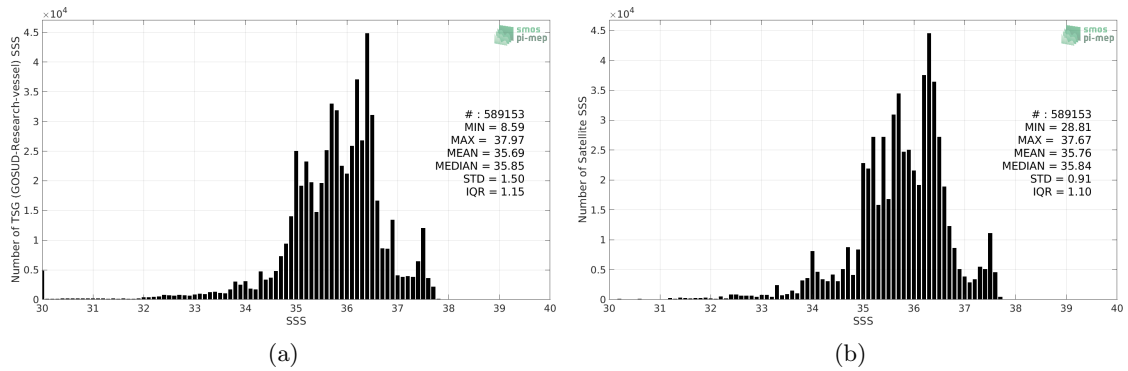 ×10⁴
4.5
4
3.5
3
2.5
2
1.5
1
0.5
0
Number of TSG (GOSUD-Research-vessel) SSS
smos
pi-mep
# : 589153
MIN = 8.59
MAX = 37.97
MEAN = 35.69
MEDIAN = 35.85
STD = 1.50
IQR = 1.15
30 31 32 33 34 35 36 37 38 39 40
SSS
(a)
×10⁴
4.5
4
3.5
3
2.5
2
1.5
1
0.5
0
Number of Satellite SSS
smos
pi-mep
# : 589153
MIN = 28.81
MAX = 37.67
MEAN = 35.76
MEDIAN = 35.84
STD = 0.91
IQR = 1.10
30 31 32 33 34 35 36 37 38 39 40
SSS
(b)